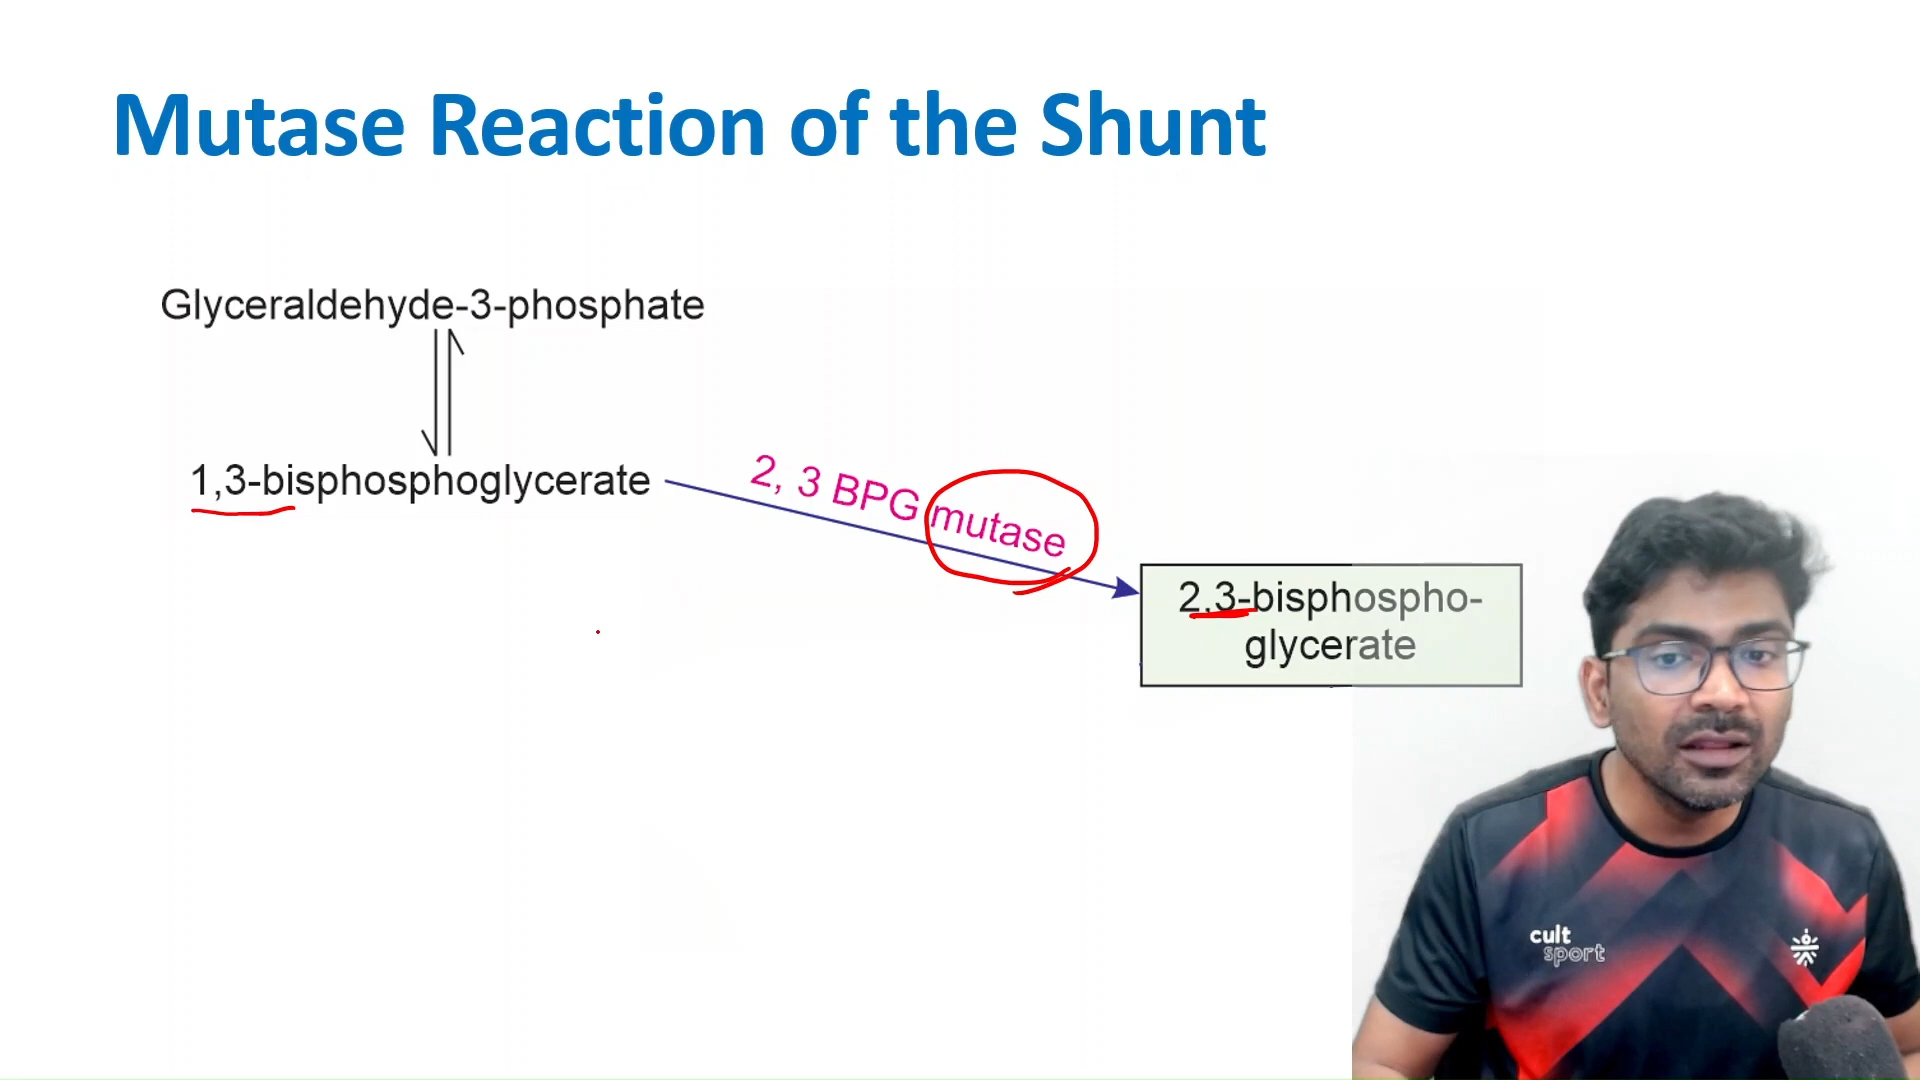 Mutase Reaction of the Shunt
Glyceraldehyde-3-phosphate
1,3-bisphosphoglycerate
2, 3 BPG mutase
2,3-bisphospho-
glycerate
cult
sport